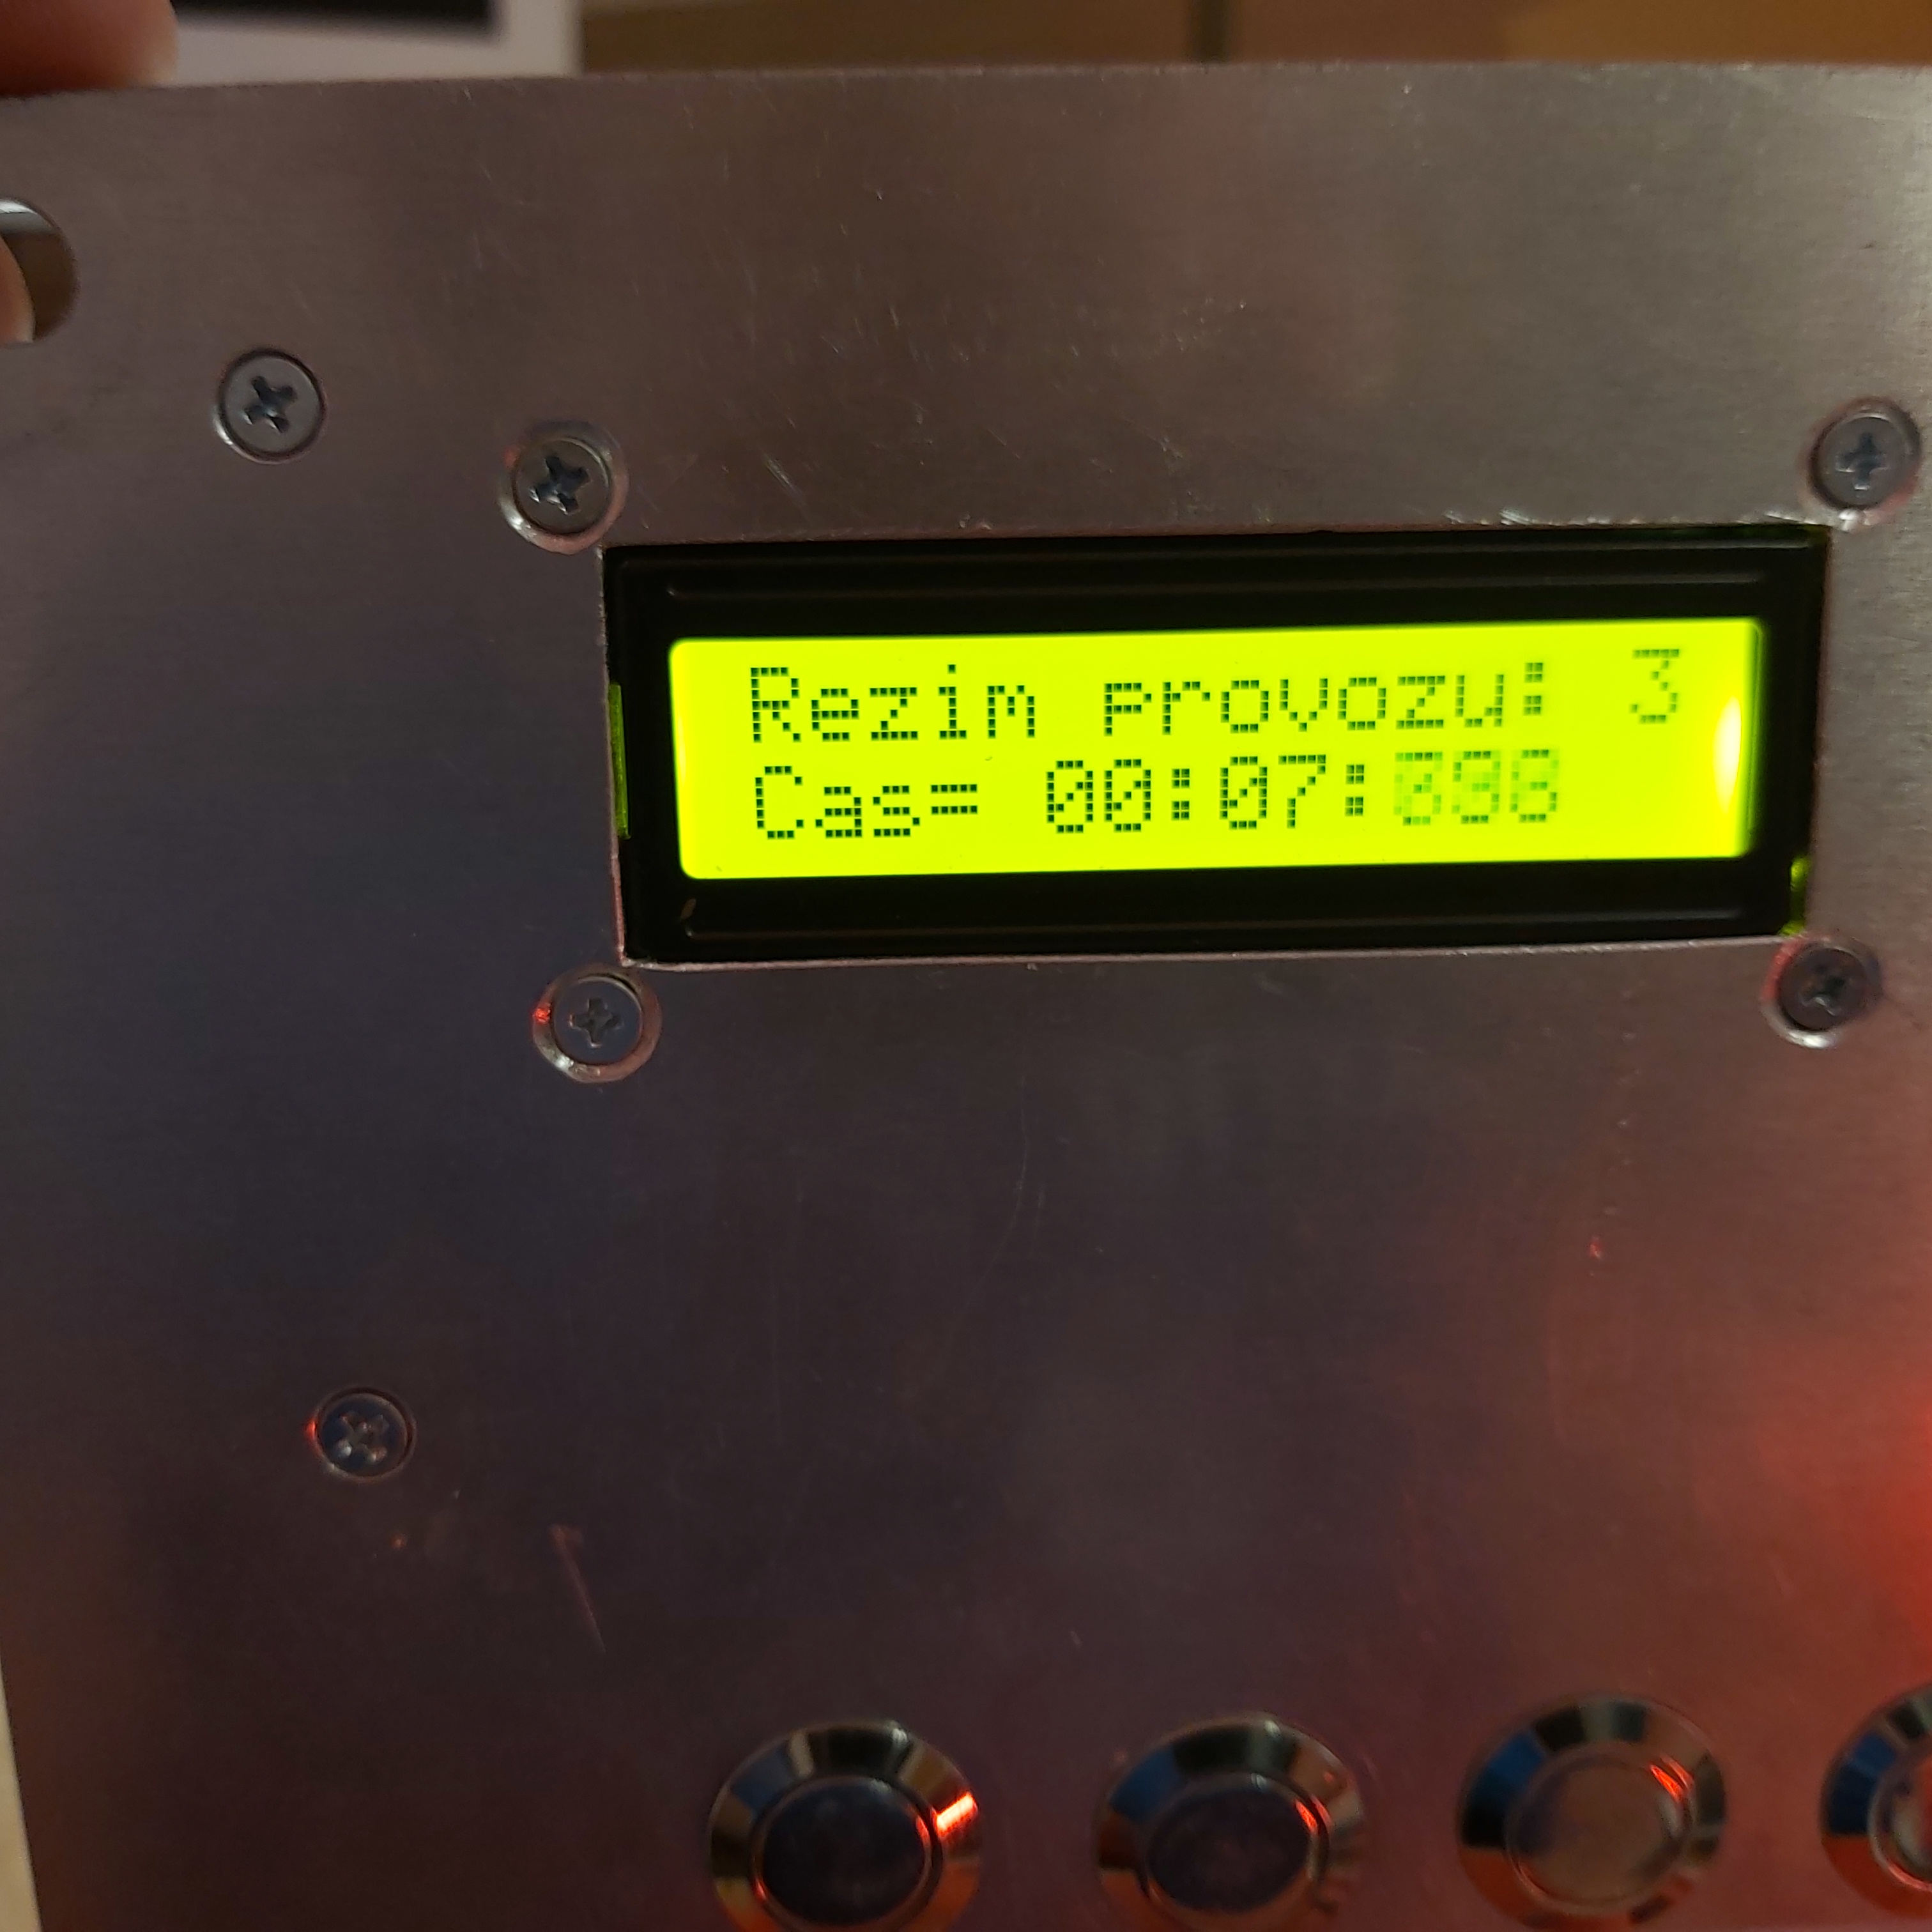 Rezim provozu: 3
Cas= 00:07: